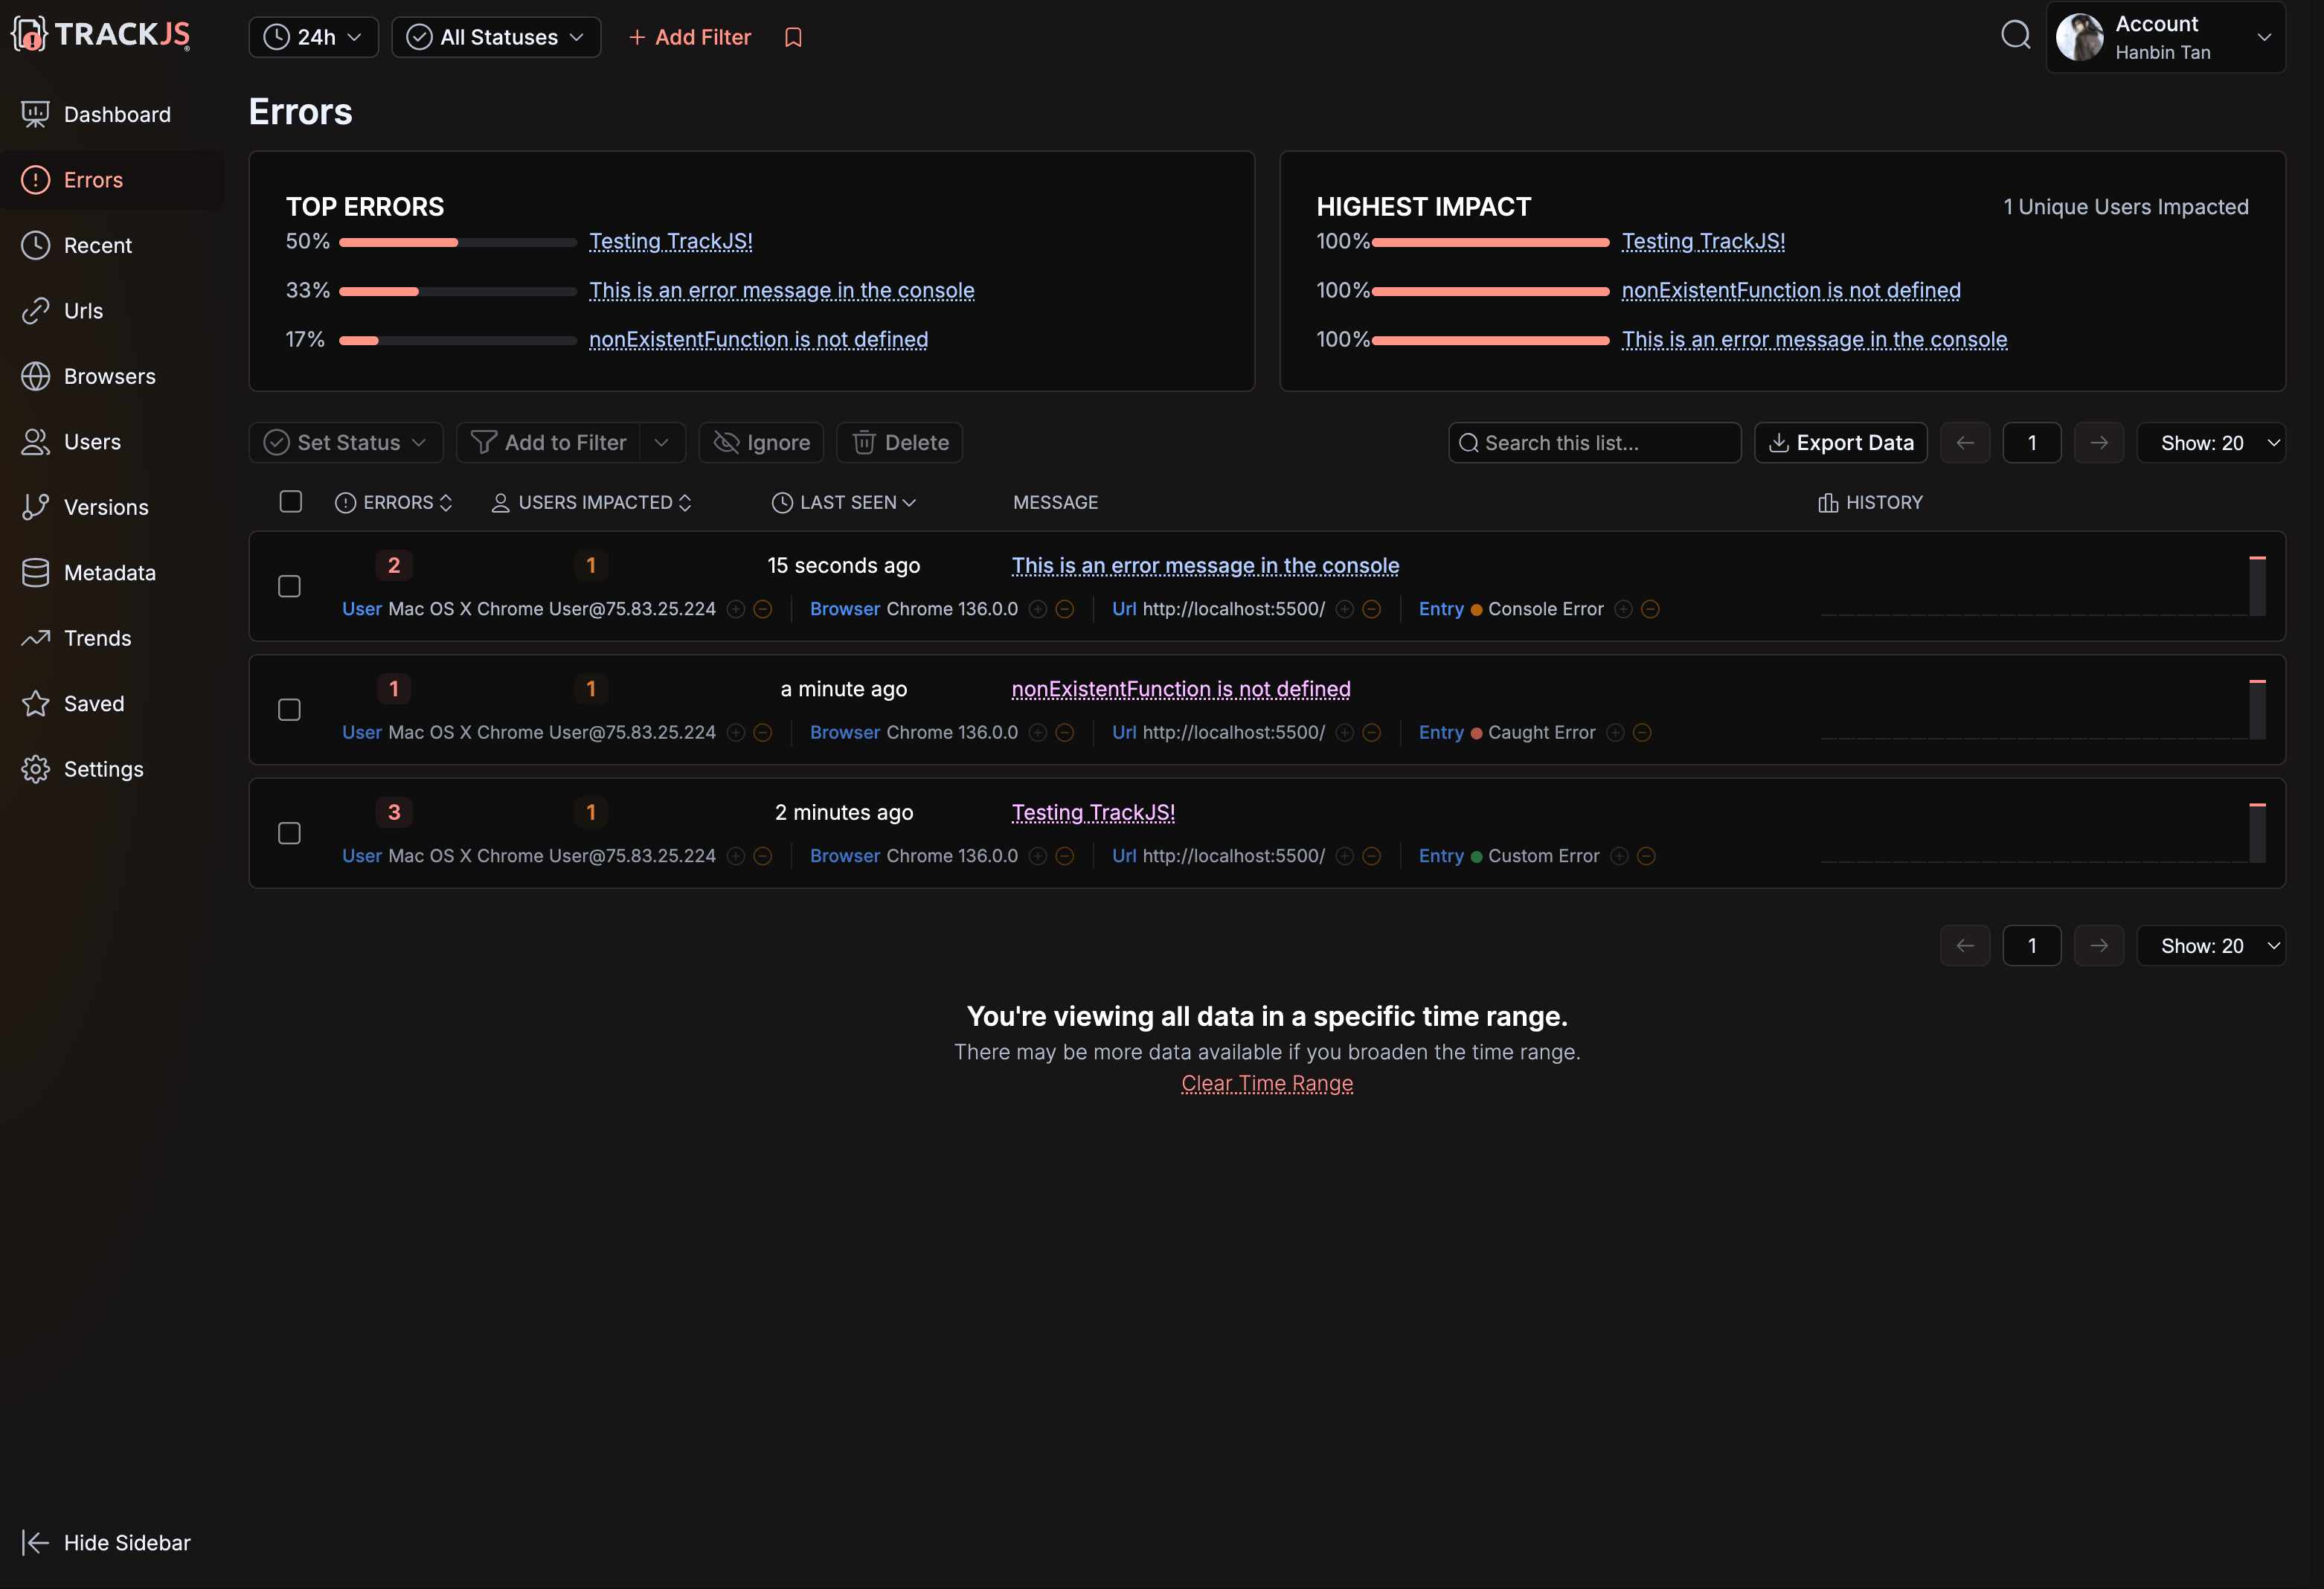 TRACKJS
24h
All Statuses
+ Add Filter
Account
Hanbin Tan
Dashboard
Errors
Recent
Urls
Browsers
Users
Versions
Metadata
Trends
Saved
Settings
Hide Sidebar
Errors
TOP ERRORS
50% Testing TrackJS!
33% This is an error message in the console
17% nonExistentFunction is not defined
HIGHEST IMPACT
1 Unique Users Impacted
100% Testing TrackJS!
100% nonExistentFunction is not defined
100% This is an error message in the console
Set Status
Add to Filter
Ignore
Delete
Search this list...
Export Data
1
Show: 20
ERRORS USERS IMPACTED LAST SEEN MESSAGE HISTORY
2 1 15 seconds ago This is an error message in the console
User Mac OS X Chrome User@75.83.25.224 Browser Chrome 136.0.0 Url http://localhost:5500/ Entry Console Error
1 1 a minute ago nonExistentFunction is not defined
User Mac OS X Chrome User@75.83.25.224 Browser Chrome 136.0.0 Url http://localhost:5500/ Entry Caught Error
3 1 2 minutes ago Testing TrackJS!
User Mac OS X Chrome User@75.83.25.224 Browser Chrome 136.0.0 Url http://localhost:5500/ Entry Custom Error
1
Show: 20
You're viewing all data in a specific time range.
There may be more data available if you broaden the time range.
Clear Time Range